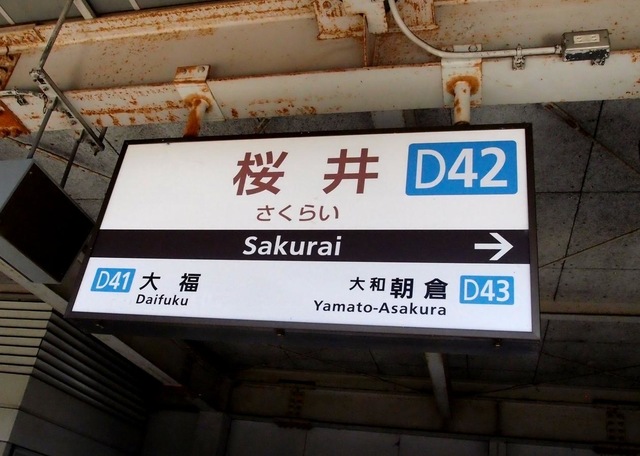 桜井 D42
さくらい
Sakurai →
D41 大福 大和朝倉 D43
Daifuku Yamato-Asakura